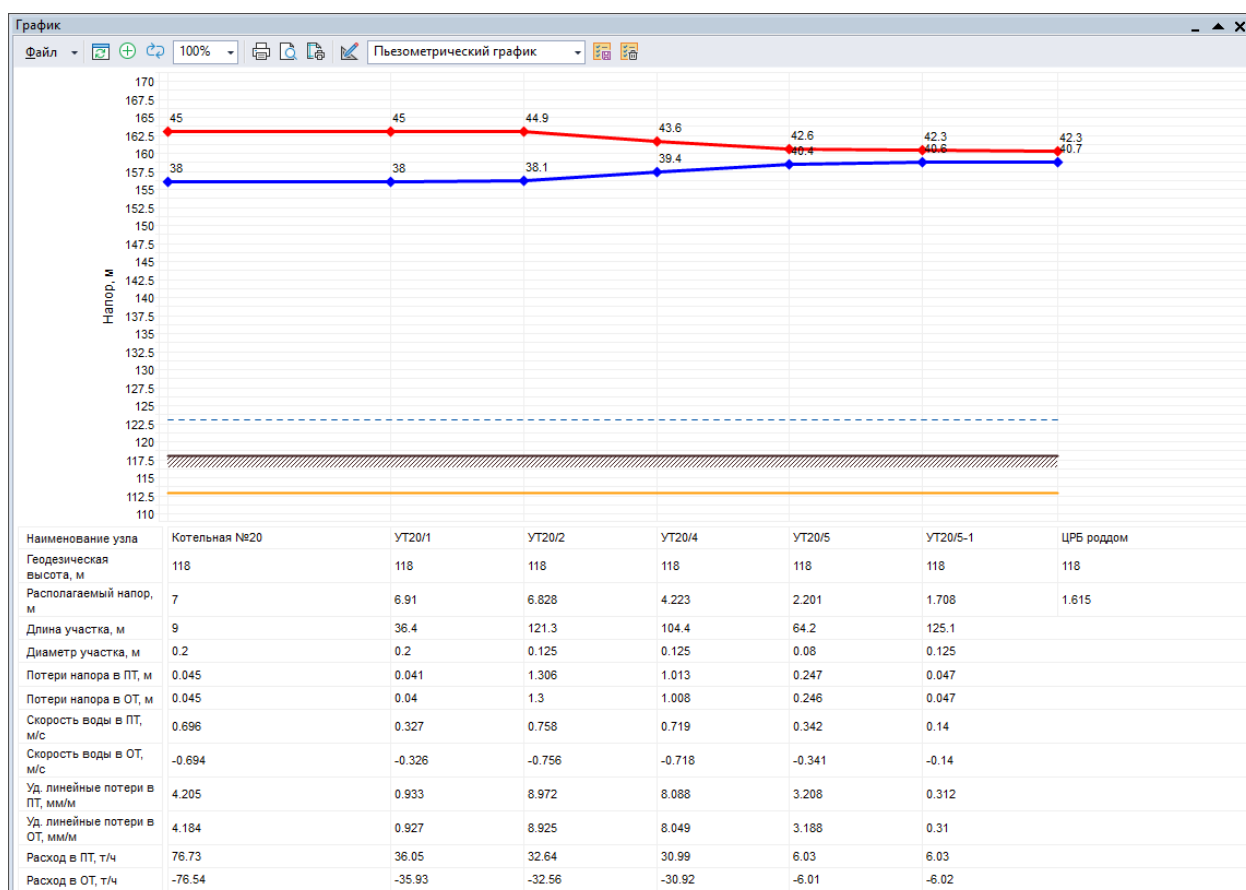 График
Файл 100% Пьезометрический график
170
167.5
165
162.5
160
157.5
155
152.5
150
147.5
145
142.5
140
137.5
135
132.5
130
127.5
125
122.5
120
117.5
115
112.5
110
Напор, м
45 45 44.9 43.6 42.6 42.3 42.3
38 38 38.1 39.4 40.4 40.6 40.7
Наименование узла Котельная №20 УТ20/1 УТ20/2 УТ20/4 УТ20/5 УТ20/5-1 ЦРБ роддом
Геодезическая
высота, м 118 118 118 118 118 118 118
Располагаемый напор,
м 7 6.91 6.828 4.223 2.201 1.708 1.615
Длина участка, м 9 36.4 121.3 104.4 64.2 125.1
Диаметр участка, м 0.2 0.2 0.125 0.125 0.08 0.125
Потери напора в ПТ, м 0.045 0.041 1.306 1.013 0.247 0.047
Потери напора в ОТ, м 0.045 0.04 1.3 1.008 0.246 0.047
Скорость воды в ПТ,
м/с 0.696 0.327 0.758 0.719 0.342 0.14
Скорость воды в ОТ,
м/с -0.694 -0.326 -0.756 -0.718 -0.341 -0.14
Уд. линейные потери в
ПТ, мм/м 4.205 0.933 8.972 8.088 3.208 0.312
Уд. линейные потери в
ОТ, мм/м 4.184 0.927 8.925 8.049 3.188 0.31
Расход в ПТ, т/ч 76.73 36.05 32.64 30.99 6.03 6.03
Расход в ОТ, т/ч -76.54 -35.93 -32.56 -30.92 -6.01 -6.02